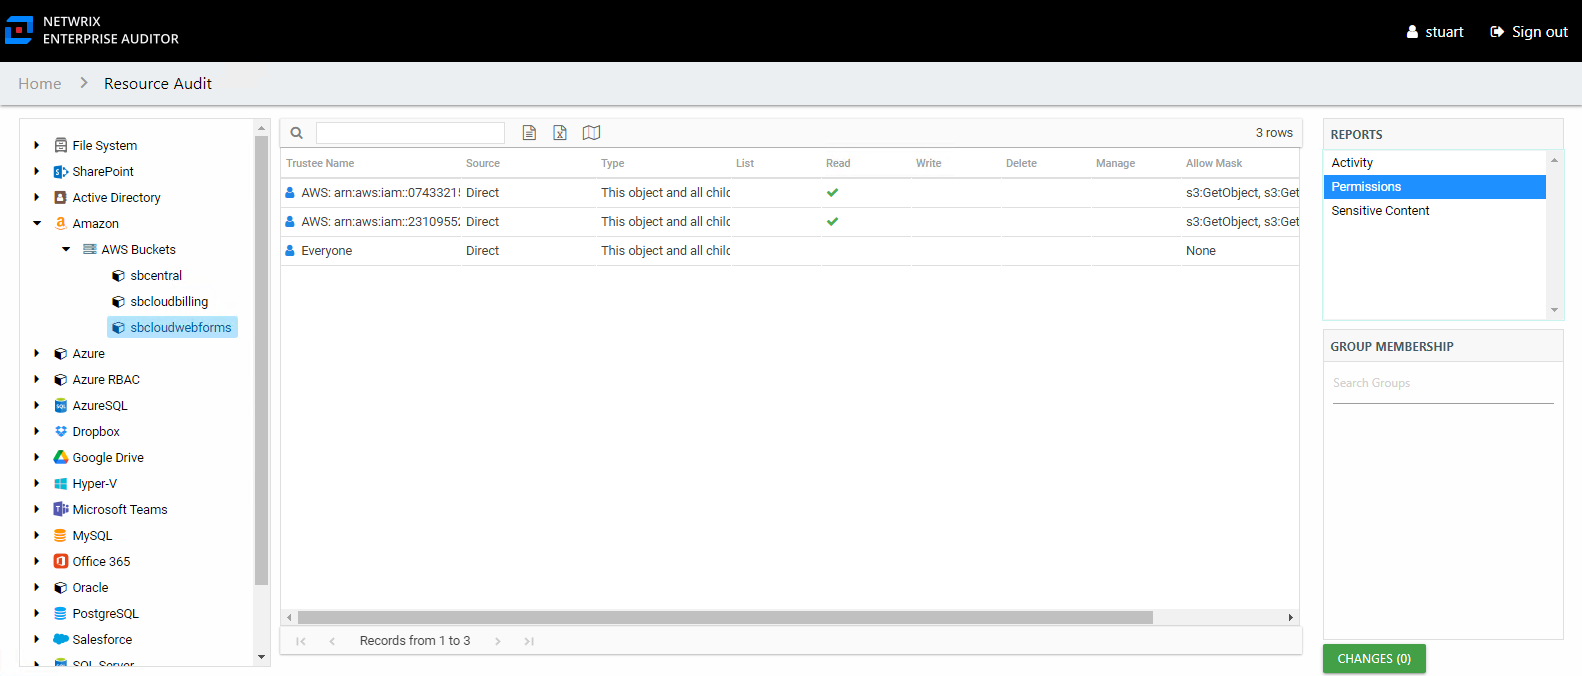 NETWRIX
ENTERPRISE AUDITOR
stuart
Sign out
Home
Resource Audit
File System
SharePoint
Active Directory
Amazon
AWS Buckets
sbcentral
sbcloudbilling
sbcloudwebforms
Azure
Azure RBAC
AzureSQL
Dropbox
Google Drive
Hyper-V
Microsoft Teams
MySQL
Office 365
Oracle
PostgreSQL
Salesforce
SQL Server
3 rows
Trustee Name Source Type List Read Write Delete Manage Allow Mask
AWS: arn:aws:iam::07433215 Direct This object and all child s3:GetObject, s3:Get
AWS: arn:aws:iam::23109552 Direct This object and all child s3:GetObject, s3:Get
Everyone Direct This object and all child None
Records from 1 to 3
REPORTS
Activity
Permissions
Sensitive Content
GROUP MEMBERSHIP
Search Groups
CHANGES (0)